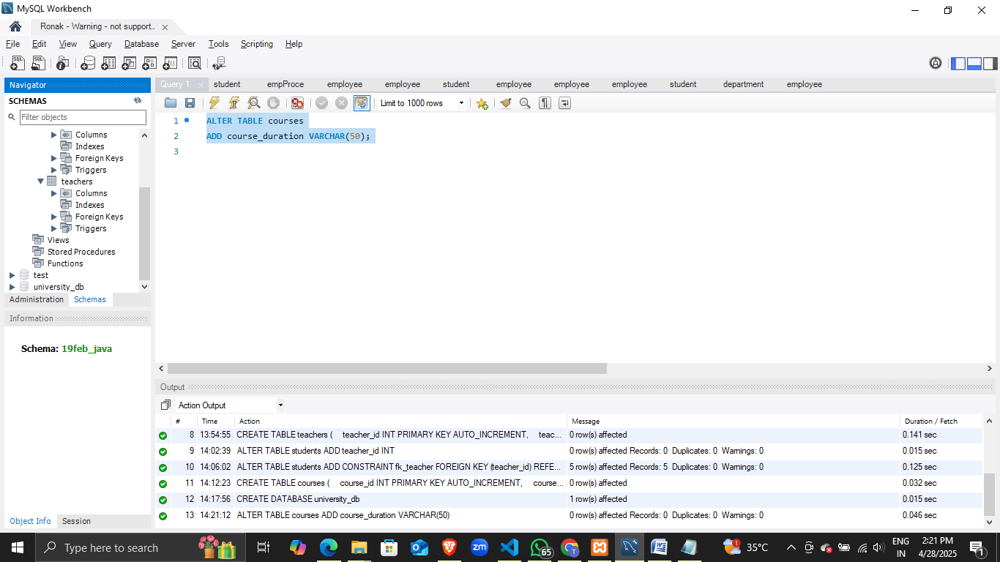 MySQL Workbench
Ronak - Warning - not support...
File Edit View Query Database Server Tools Scripting Help
Navigator
SCHEMAS
Filter objects
Columns
Indexes
Foreign Keys
Triggers
teachers
Columns
Indexes
Foreign Keys
Triggers
Views
Stored Procedures
Functions
test
university_db
Administration Schemas
Information
Schema: 19feb_java
Object Info Session
Query 1 student empProce employee employee student employee employee employee student department employee
Limit to 1000 rows
1 ALTER TABLE courses
2 ADD course_duration VARCHAR(50);
3
Output
Action Output
# Time Action Message Duration / Fetch
8 13:54:55 CREATE TABLE teachers ( teacher_id INT PRIMARY KEY AUTO_INCREMENT, teac... 0 row(s) affected 0.141 sec
9 14:02:39 ALTER TABLE students ADD teacher_id INT 0 row(s) affected Records: 0 Duplicates: 0 Warnings: 0 0.015 sec
10 14:06:02 ALTER TABLE students ADD CONSTRAINT fk_teacher FOREIGN KEY (teacher_id) REFE... 5 row(s) affected Records: 5 Duplicates: 0 Warnings: 0 0.125 sec
11 14:12:23 CREATE TABLE courses ( course_id INT PRIMARY KEY AUTO_INCREMENT, course... 0 row(s) affected 0.032 sec
12 14:17:56 CREATE DATABASE university_db 1 row(s) affected 0.015 sec
13 14:21:12 ALTER TABLE courses ADD course_duration VARCHAR(50) 0 row(s) affected Records: 0 Duplicates: 0 Warnings: 0 0.046 sec
Type here to search
zm
65
1
35°C
ENG
IN
2:21 PM
4/28/2025
1